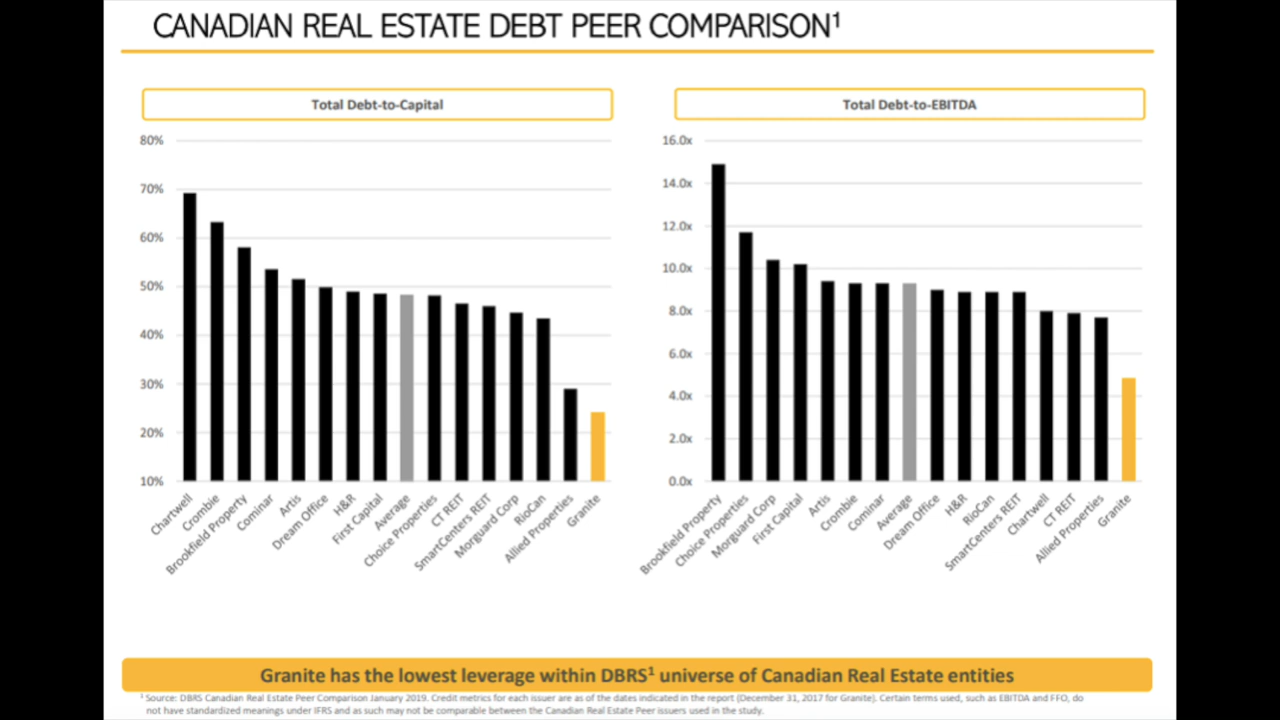 CANADIAN REAL ESTATE DEBT PEER COMPARISON¹
Total Debt-to-Capital
80%
70%
60%
50%
40%
30%
20%
10%
Chartwell
Crombie
Brookfield Property
Cominar
Artis
Dream Office
H&R
First Capital
Average
Choice Properties
CT REIT
SmartCenters REIT
Morguard Corp
RioCan
Allied Properties
Granite
Total Debt-to-EBITDA
16.0x
14.0x
12.0x
10.0x
8.0x
6.0x
4.0x
2.0x
0.0x
Brookfield Property
Choice Properties
Morguard Corp
First Capital
Artis
Crombie
Cominar
Average
Dream Office
H&R
RioCan
SmartCenters REIT
Chartwell
CT REIT
Allied Properties
Granite
Granite has the lowest leverage within DBRS¹ universe of Canadian Real Estate entities
¹ Source: DBRS Canadian Real Estate Peer Comparison January 2019. Credit metrics for each issuer are as of the dates indicated in the report (December 31, 2017 for Granite). Certain terms used, such as EBITDA and FFO, do
not have standardized meanings under IFRS and as such may not be comparable between the Canadian Real Estate Peer issuers used in the study.